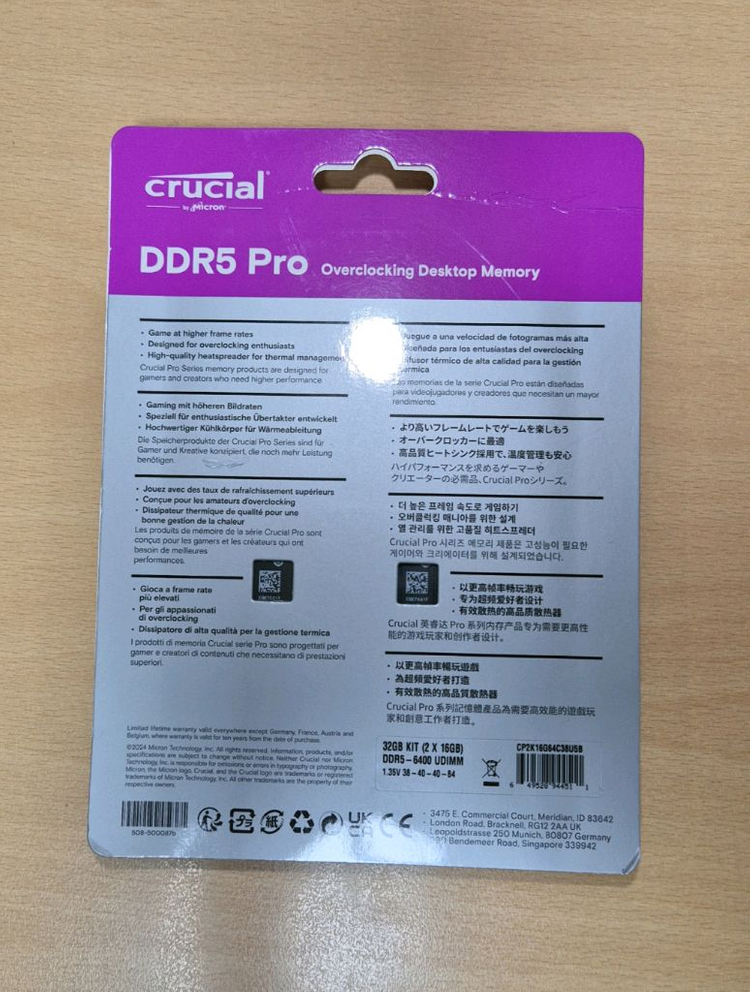 crucial
by Micron
DDR5 Pro Overclocking Desktop Memory
• Game at higher frame rates
• Designed for overclocking enthusiasts
• High-quality heatspreader for thermal
Crucial Pro Series memory products are designed for
gamers and creators who need higher performance
• Gaming mit höheren Bildraten
• Speziell für enthusiastische Übertakter entwickelt
• Hochwertiger Kühlkörper für Wärmeableitung
Die Speicherprodukte der Crucial Pro Series sind für
Gamer und Kreative konzipiert, die noch mehr Leistung
benötigen.
• Jouez avec des taux de rafraîchissement supérieurs
• Conçue pour les amateurs d'overclocking
• Dissipateur thermique de qualité pour une
bonne gestion de la chaleur
Les produits de mémoire de la série Crucial Pro sont
conçus pour les gamers et les créateurs qui ont
besoin de meilleures
performances.
• Gioca a frame rate
più elevati
• Per gli appassionati
di overclocking
• Dissipatore di alta qualità per la gestione termica
I prodotti di memoria Crucial serie Pro sono progettati per
gamer e creatori di contenuti che necessitano di prestazioni
superiori.
a una velocidad de fotogramas más alta
para los entusiastas del overclocking
térmico de alta calidad para la gestión
memorias de la serie Crucial Pro están diseñadas
para videojugadores y creadores que necesitan un mayor
rendimiento.
• より高いフレームレートでゲームを楽しもう
• オーバークロッカーに最適
• 高品質ヒートシンク採用で、温度管理も安心
ハイパフォーマンスを求めるゲーマーや
クリエーターの必需品、Crucial Proシリーズ。
• 더 높은 프레임 속도로 게임하기
• 오버클럭킹 매니아를 위한 설계
• 열 관리를 위한 고품질 히트스프레더
Crucial Pro 시리즈 메모리 제품은 고성능이 필요한
게이머와 크리에이터를 위해 설계되었습니다.
• 以更高帧率畅玩游戏
• 专为超频爱好者设计
• 有效散热的高品质散热器
Crucial 英睿达 Pro 系列内存产品专为需要更高性
能的游戏玩家和创作者设计。
• 以更高幀率暢玩遊戲
• 為超頻愛好者打造
• 有效散熱的高品質散熱器
Crucial Pro 系列記憶體產品為需要高效能的遊戲玩
家和創意工作者打造。
Limited lifetime warranty valid everywhere except Germany, France, Austria and
Belgium, where warranty is valid for ten years from the date of purchase.
©2024 Micron Technology, Inc. All rights reserved. Information, products, and/or
specifications are subject to change without notice. Neither Crucial nor Micron
Technology, Inc. is responsible for omissions or errors in typography or photography.
Micron, the Micron logo, Crucial, and the Crucial logo are trademarks or registered
trademarks of Micron Technology, Inc. All other trademarks are the property of their
respective owners.
32GB KIT (2 X 16GB)
DDR5-6400 UDIMM
1.35V 38-40-40-84
CP2K16G64C38U5B
6 49528 94451 1
プラ
紙
UK
CA
CE
• 3475 E. Commercial Court, Meridian, ID 83642
• London Road, Bracknell, RG12 2AA UK
Leopoldstrasse 250 Munich, 80807 Germany
Bendemeer Road, Singapore 339942